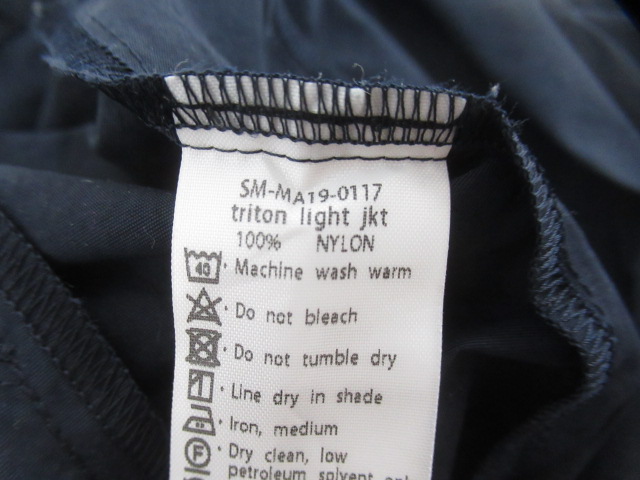 SM-MA19-0117
triton light jkt
100% NYLON
40 · Machine wash warm
· Do not bleach
· Do not tumble dry
· Line dry in shade
· Iron, medium
F · Dry clean, low
petroleum solvent onl